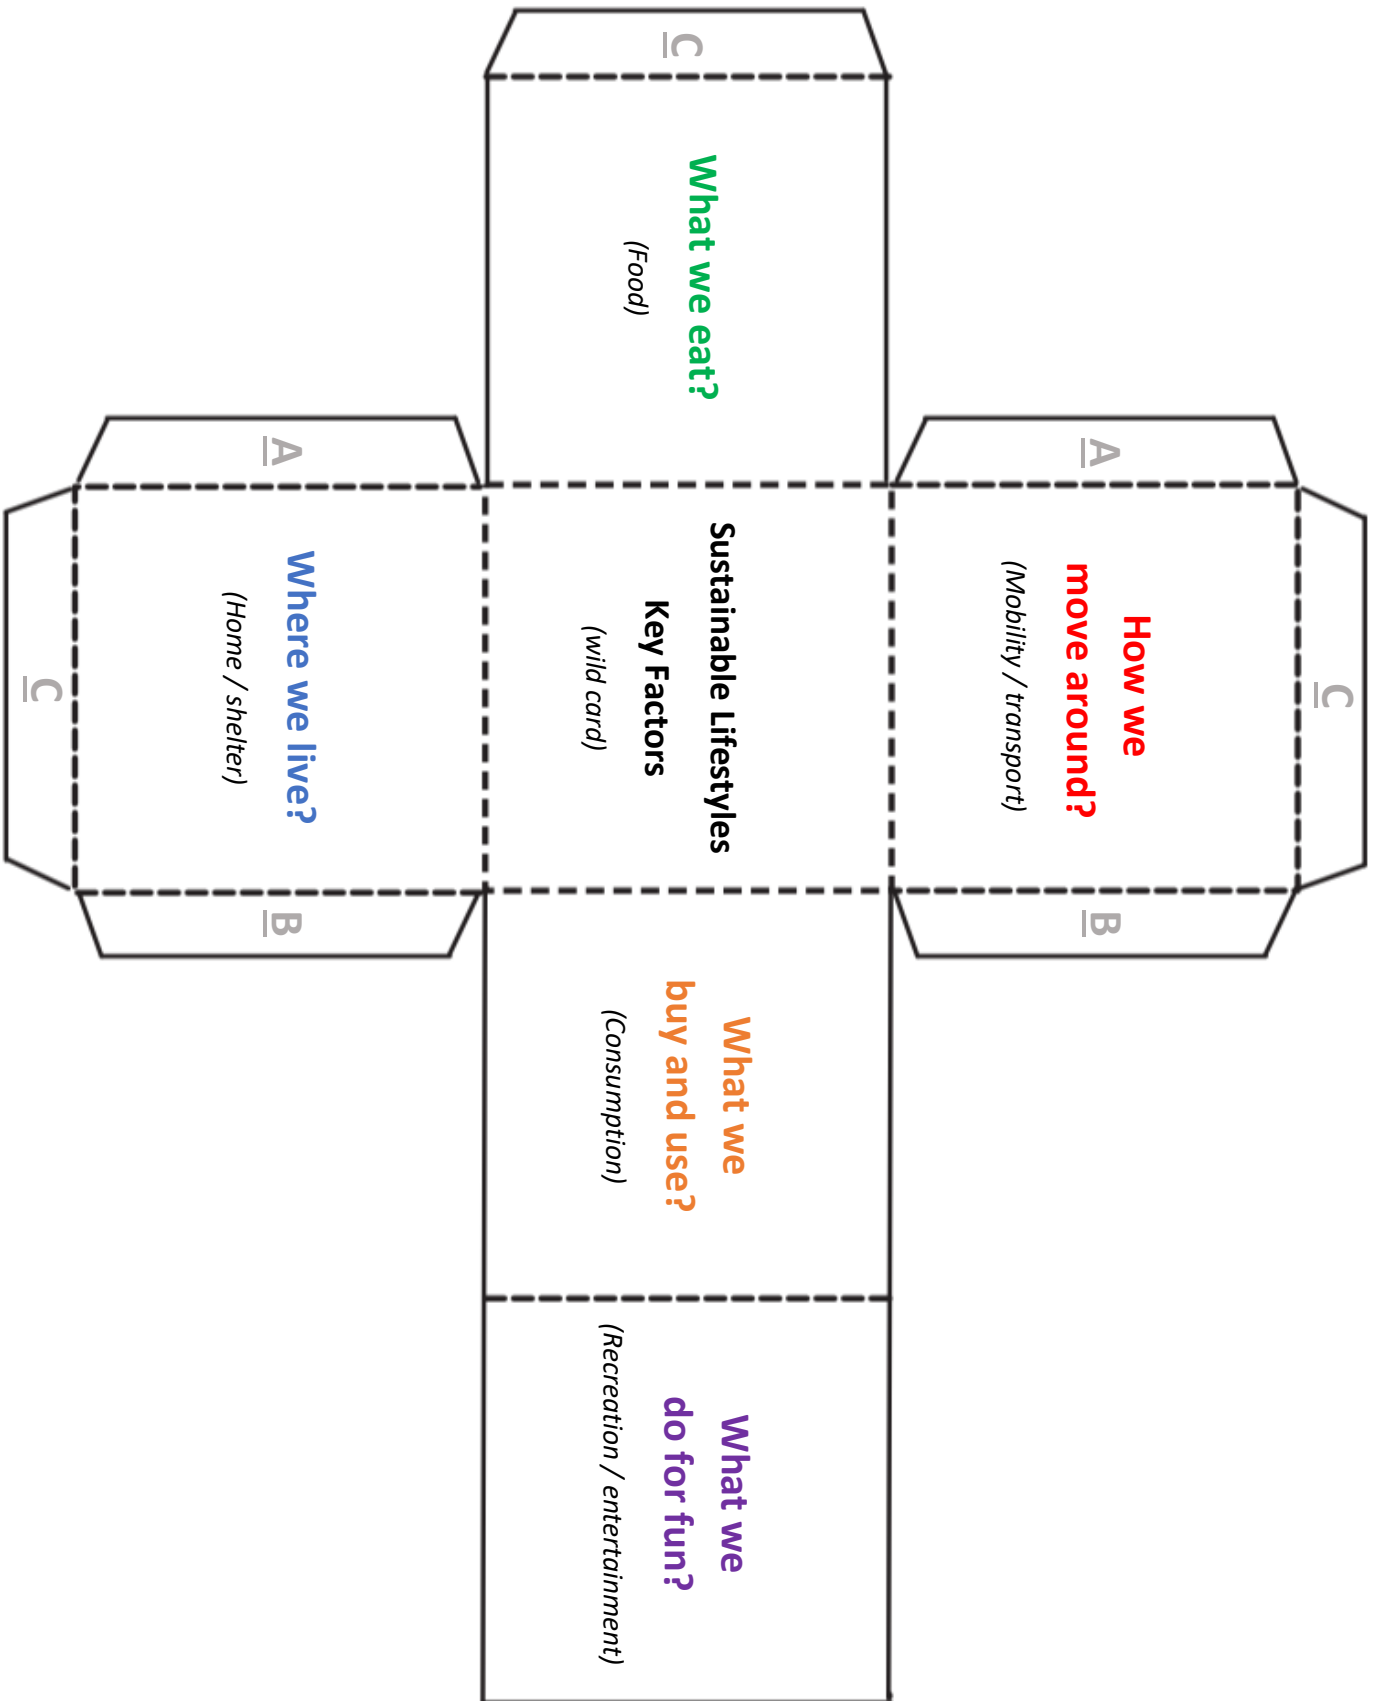 C
A
How we
move around?
(Mobility / transport)
B
C
What we eat?
(Food)
Sustainable Lifestyles
Key Factors
(wild card)
What we
buy and use?
(Consumption)
What we
do for fun?
(Recreation / entertainment)
A
Where we live?
(Home / shelter)
B
C